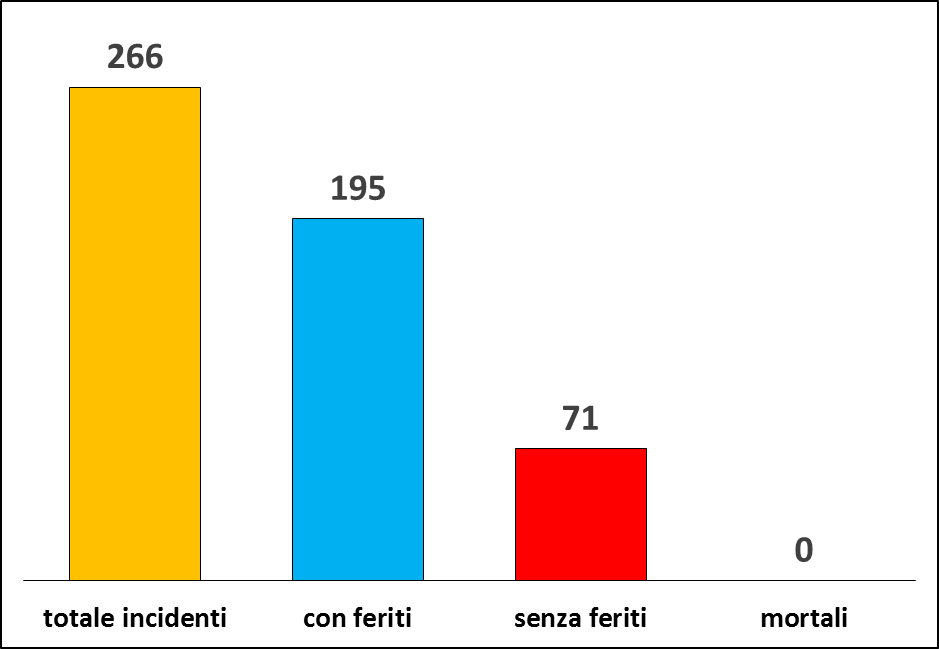 266
195
71
0
totale incidenti con feriti senza feriti mortali